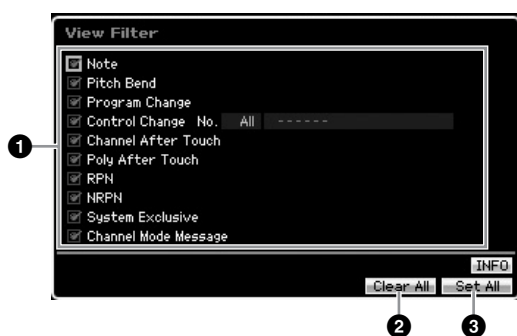 View Filter
Note
Pitch Bend
Program Change
Control Change No. All ------
Channel After Touch
Poly After Touch
RPN
NRPN
System Exclusive
Channel Mode Message
INFO
Clear All Set All
1
2 3